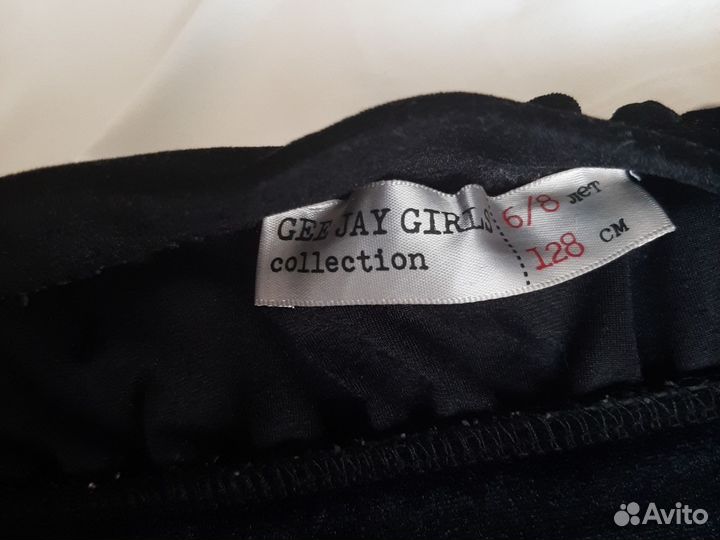 GEE JAY GIRLS
collection
6/8 лет
128 см
Avito